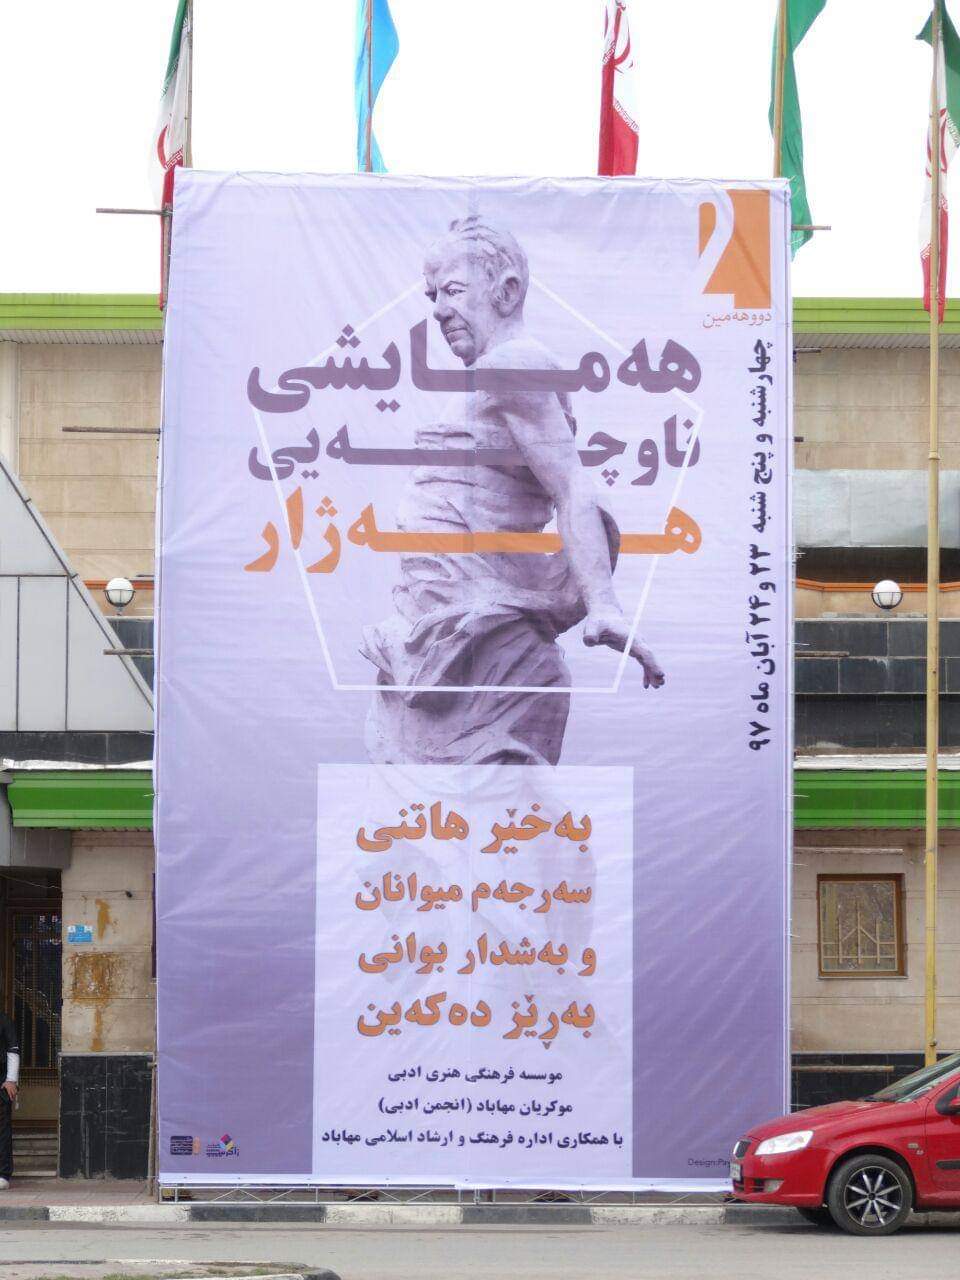 2
دووهەمین
هەمایشی
ناوچەیی
هەژار
چهارشنبه و پنج شنبه ۲۳ و ۲۴ آبان ماه ۹۷
بەخێر هاتنی
سەرجەم میوانان
و بەشدار بوانی
بەڕێز دەکەین
موسسه فرهنگی هنری ادبی
موکریان مهاباد (انجمن ادبی)
با همکاری اداره فرهنگ و ارشاد اسلامی مهاباد
Design: